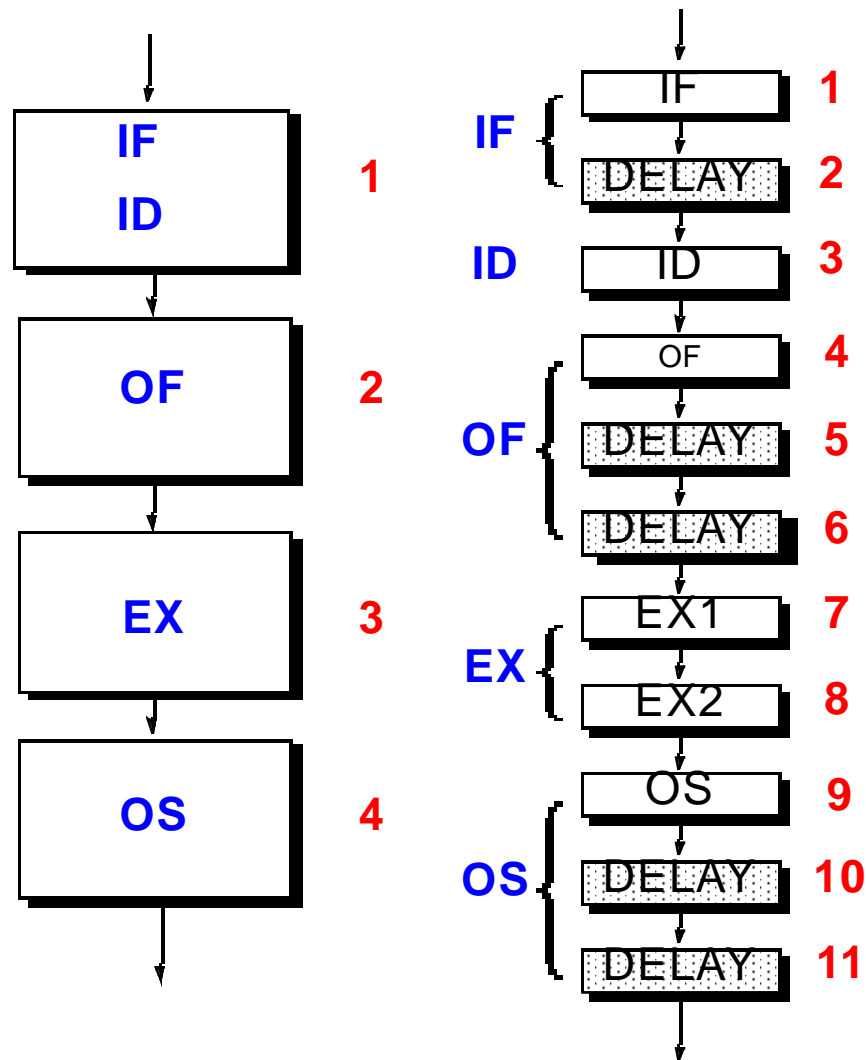 IF
ID
1
OF
2
EX
3
OS
4
IF
IF
1
DELAY
2
ID
ID
3
OF
OF
4
DELAY
5
DELAY
6
EX
EX1
7
EX2
8
OS
OS
9
DELAY
10
DELAY
11